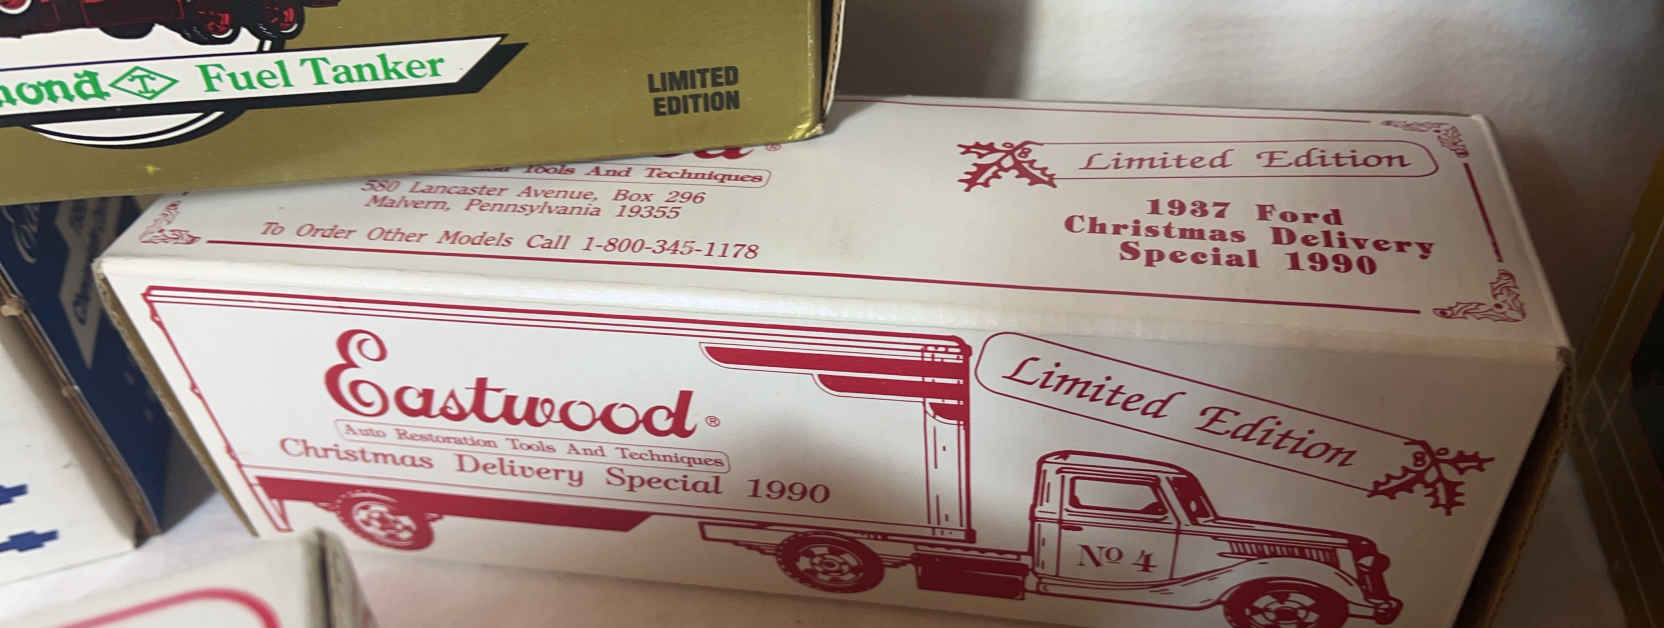 Fuel Tanker
LIMITED
EDITION
Tools And Techniques
580 Lancaster Avenue, Box 296
Malvern, Pennsylvania 19355
To Order Other Models Call 1-800-345-1178
Limited Edition
1937 Ford
Christmas Delivery
Special 1990
Eastwood®
Auto Restoration Tools And Techniques
Christmas Delivery Special 1990
Limited Edition
No 4